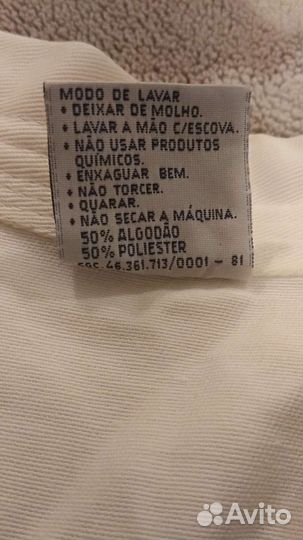 MODO DE LAVAR
• DEIXAR DE MOLHO.
• LAVAR A MÃO C/ESCOVA.
• NÃO USAR PRODUTOS
QUÍMICOS.
• ENXAGUAR BEM.
• NÃO TORCER.
• QUARAR.
• NÃO SECAR A MÁQUINA.
50% ALGODÃO
50% POLIESTER
46.361.713/0001 - 81
Avito